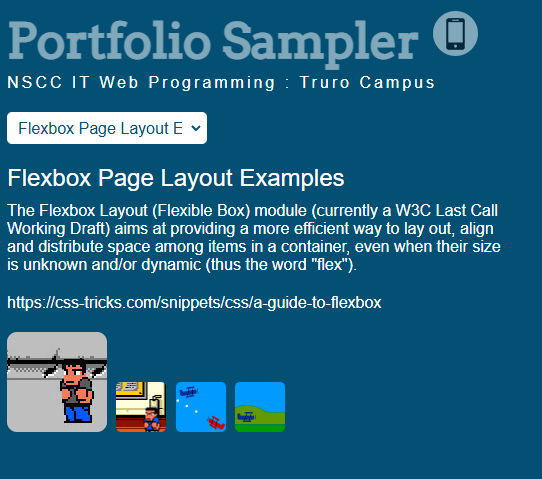 Portfolio Sampler
NSCC IT Web Programming : Truro Campus
Flexbox Page Layout E
Flexbox Page Layout Examples
The Flexbox Layout (Flexible Box) module (currently a W3C Last Call
Working Draft) aims at providing a more efficient way to lay out, align
and distribute space among items in a container, even when their size
is unknown and/or dynamic (thus the word "flex").
https://css-tricks.com/snippets/css/a-guide-to-flexbox